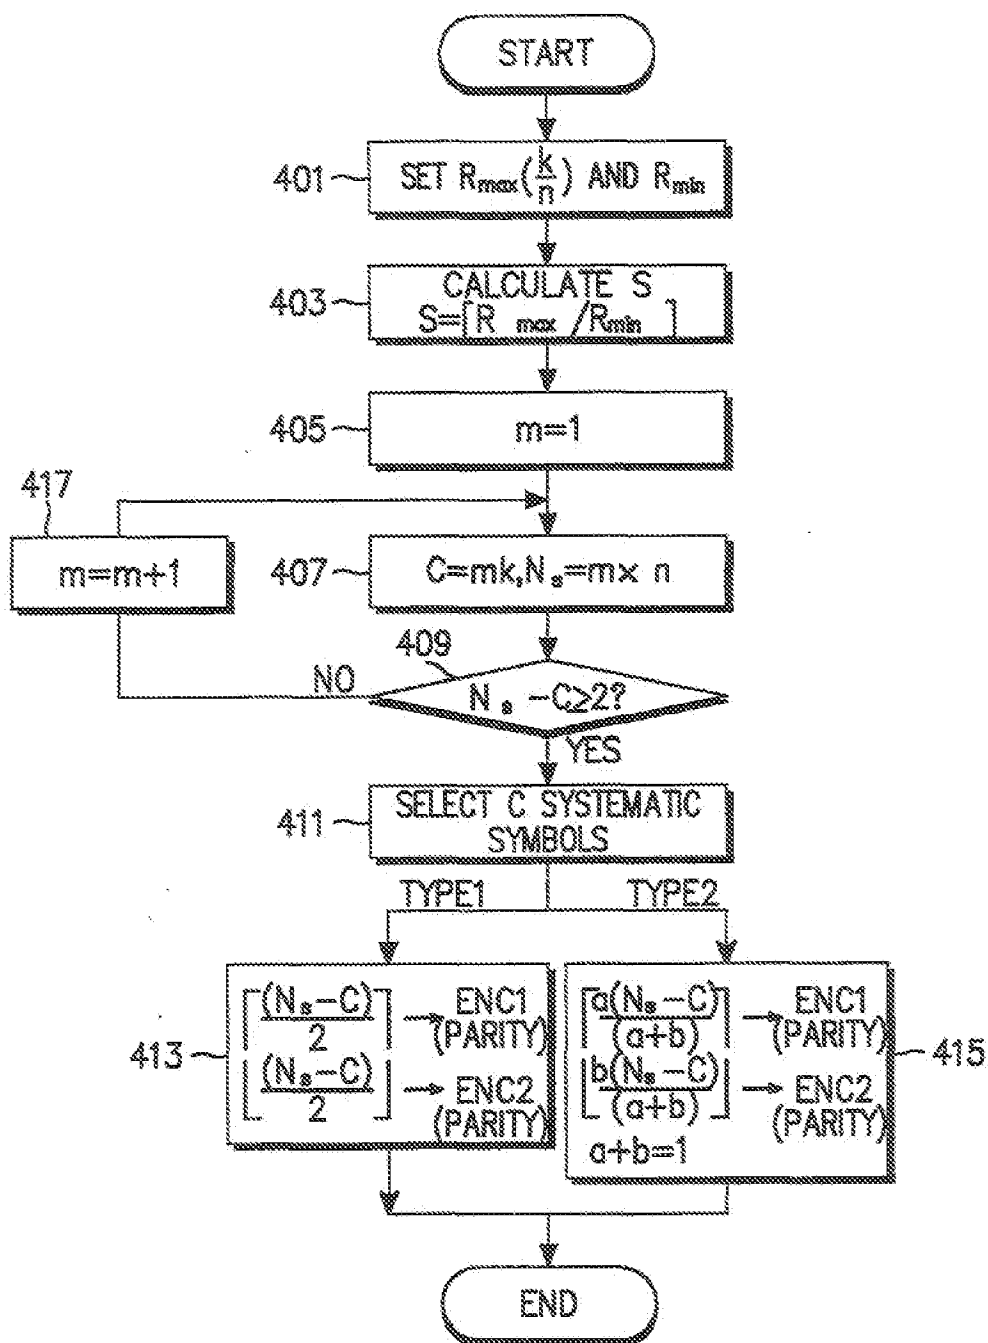 START
401
SET Rmax(k/n) AND Rmin
403
CALCULATE S
S=⌈R max/Rmin⌉
405
m=1
417
m=m+1
407
C=mk,Ns=m× n
409
NO
Ns -C≥2?
YES
411
SELECT C SYSTEMATIC
SYMBOLS
TYPE1
TYPE2
413
⌈(Ns-C)/2⌉ → ENC1
(PARITY)
⌊(Ns-C)/2⌋ → ENC2
(PARITY)
415
⌈a(Ns-C)/(a+b)⌉ → ENC1
(PARITY)
⌊b(Ns-C)/(a+b)⌋ → ENC2
(PARITY)
a+b=1
END